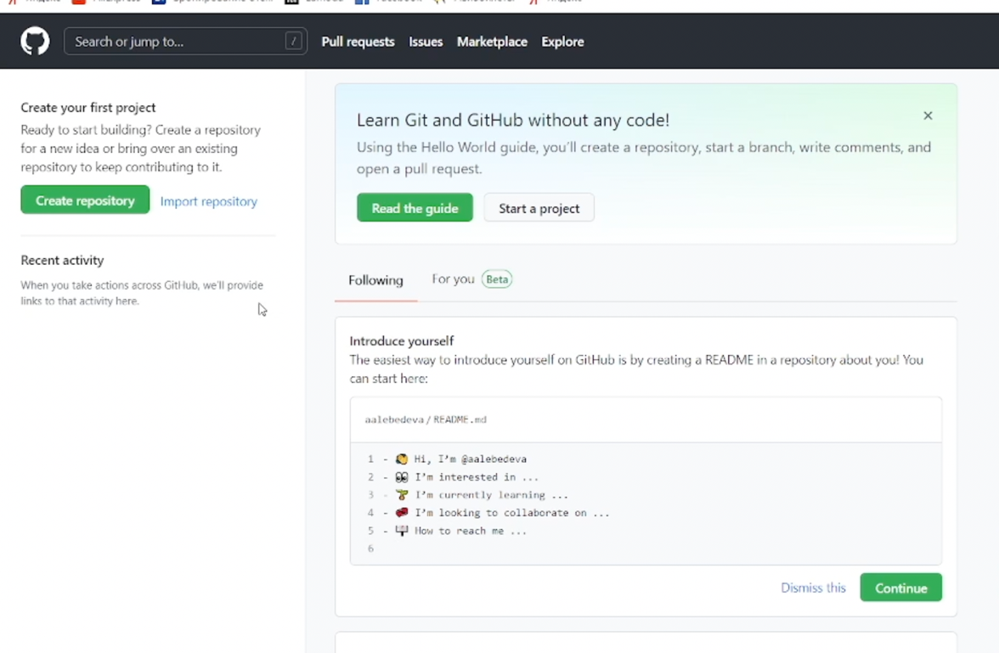 Search or jump to... /
Pull requests Issues Marketplace Explore
Create your first project
Ready to start building? Create a repository
for a new idea or bring over an existing
repository to keep contributing to it.
Create repository Import repository
Recent activity
When you take actions across GitHub, we'll provide
links to that activity here.
Learn Git and GitHub without any code!
Using the Hello World guide, you'll create a repository, start a branch, write comments, and
open a pull request.
Read the guide Start a project
Following For you Beta
Introduce yourself
The easiest way to introduce yourself on GitHub is by creating a README in a repository about you! You
can start here:
aalebedeva/README.md
1 - 👋 Hi, I'm @aalebedeva
2 - 👀 I'm interested in ...
3 - 🌱 I'm currently learning ...
4 - 💞️ I'm looking to collaborate on ...
5 - 📫 How to reach me ...
6
Dismiss this Continue